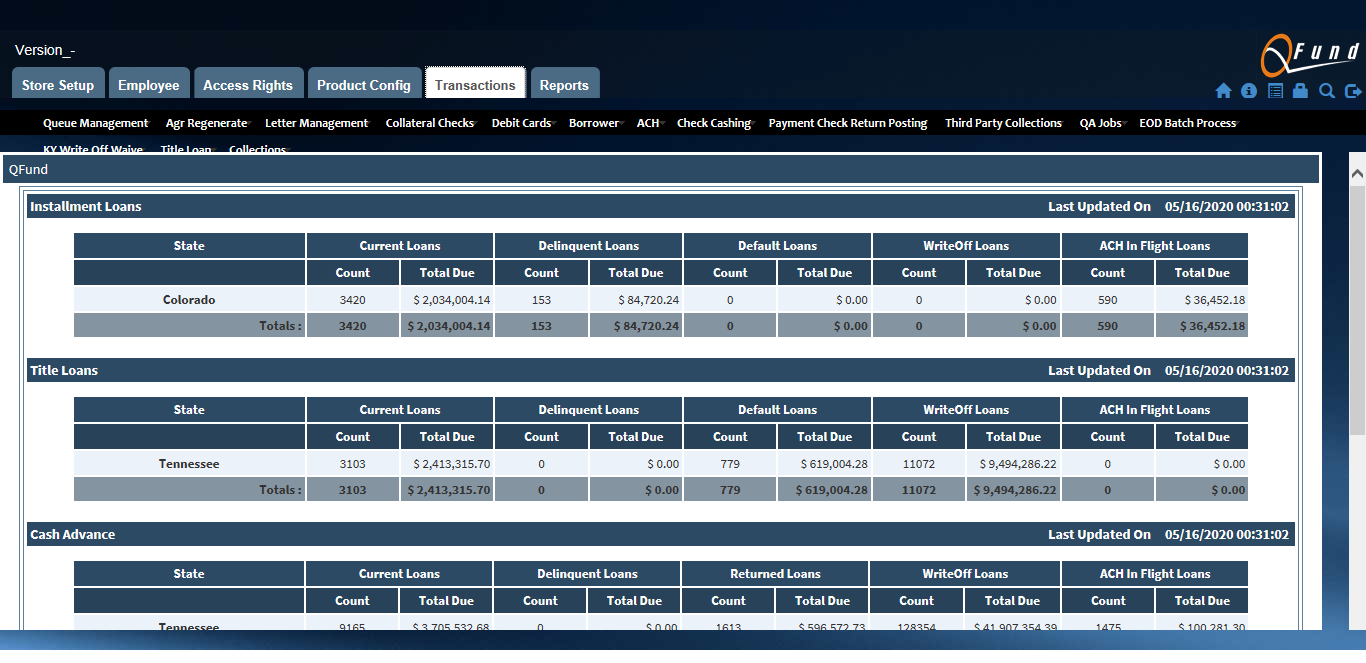 Version_-
QFund
Store Setup Employee Access Rights Product Config Transactions Reports
Queue Management Agr Regenerate Letter Management Collateral Checks Debit Cards Borrower ACH Check Cashing Payment Check Return Posting Third Party Collections QA Jobs EOD Batch Process
KY Write Off Waive Title Loan Collections
QFund
Installment Loans Last Updated On 05/16/2020 00:31:02
State Current Loans Delinquent Loans Default Loans WriteOff Loans ACH In Flight Loans
Count Total Due Count Total Due Count Total Due Count Total Due Count Total Due
Colorado 3420 $ 2,034,004.14 153 $ 84,720.24 0 $ 0.00 0 $ 0.00 590 $ 36,452.18
Totals : 3420 $ 2,034,004.14 153 $ 84,720.24 0 $ 0.00 0 $ 0.00 590 $ 36,452.18
Title Loans Last Updated On 05/16/2020 00:31:02
State Current Loans Delinquent Loans Default Loans WriteOff Loans ACH In Flight Loans
Count Total Due Count Total Due Count Total Due Count Total Due Count Total Due
Tennessee 3103 $ 2,413,315.70 0 $ 0.00 779 $ 619,004.28 11072 $ 9,494,286.22 0 $ 0.00
Totals : 3103 $ 2,413,315.70 0 $ 0.00 779 $ 619,004.28 11072 $ 9,494,286.22 0 $ 0.00
Cash Advance Last Updated On 05/16/2020 00:31:02
State Current Loans Delinquent Loans Returned Loans WriteOff Loans ACH In Flight Loans
Count Total Due Count Total Due Count Total Due Count Total Due Count Total Due
Tennessee 9165 $ 3,705,532.68 0 $ 0.00 1613 $ 596,572.73 128354 $ 41,907,354.39 1475 $ 100,281.30